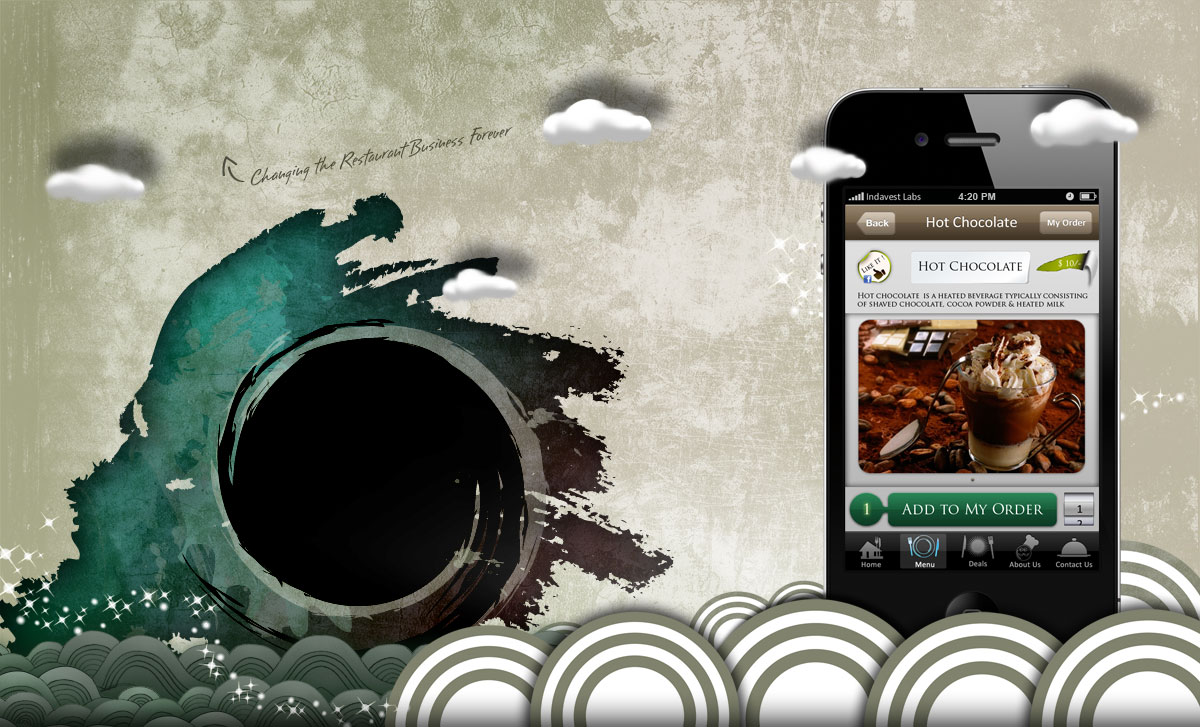 Changing the Restaurant Business Forever
Indavest Labs 4:20 PM
Back Hot Chocolate My Order
LIKE IT!
f
HOT CHOCOLATE
$ 10/-
HOT CHOCOLATE IS A HEATED BEVERAGE TYPICALLY CONSISTING
OF SHAVED CHOCOLATE, COCOA POWDER & HEATED MILK
1 ADD TO MY ORDER 1
2
Home Menu Deals About Us Contact Us